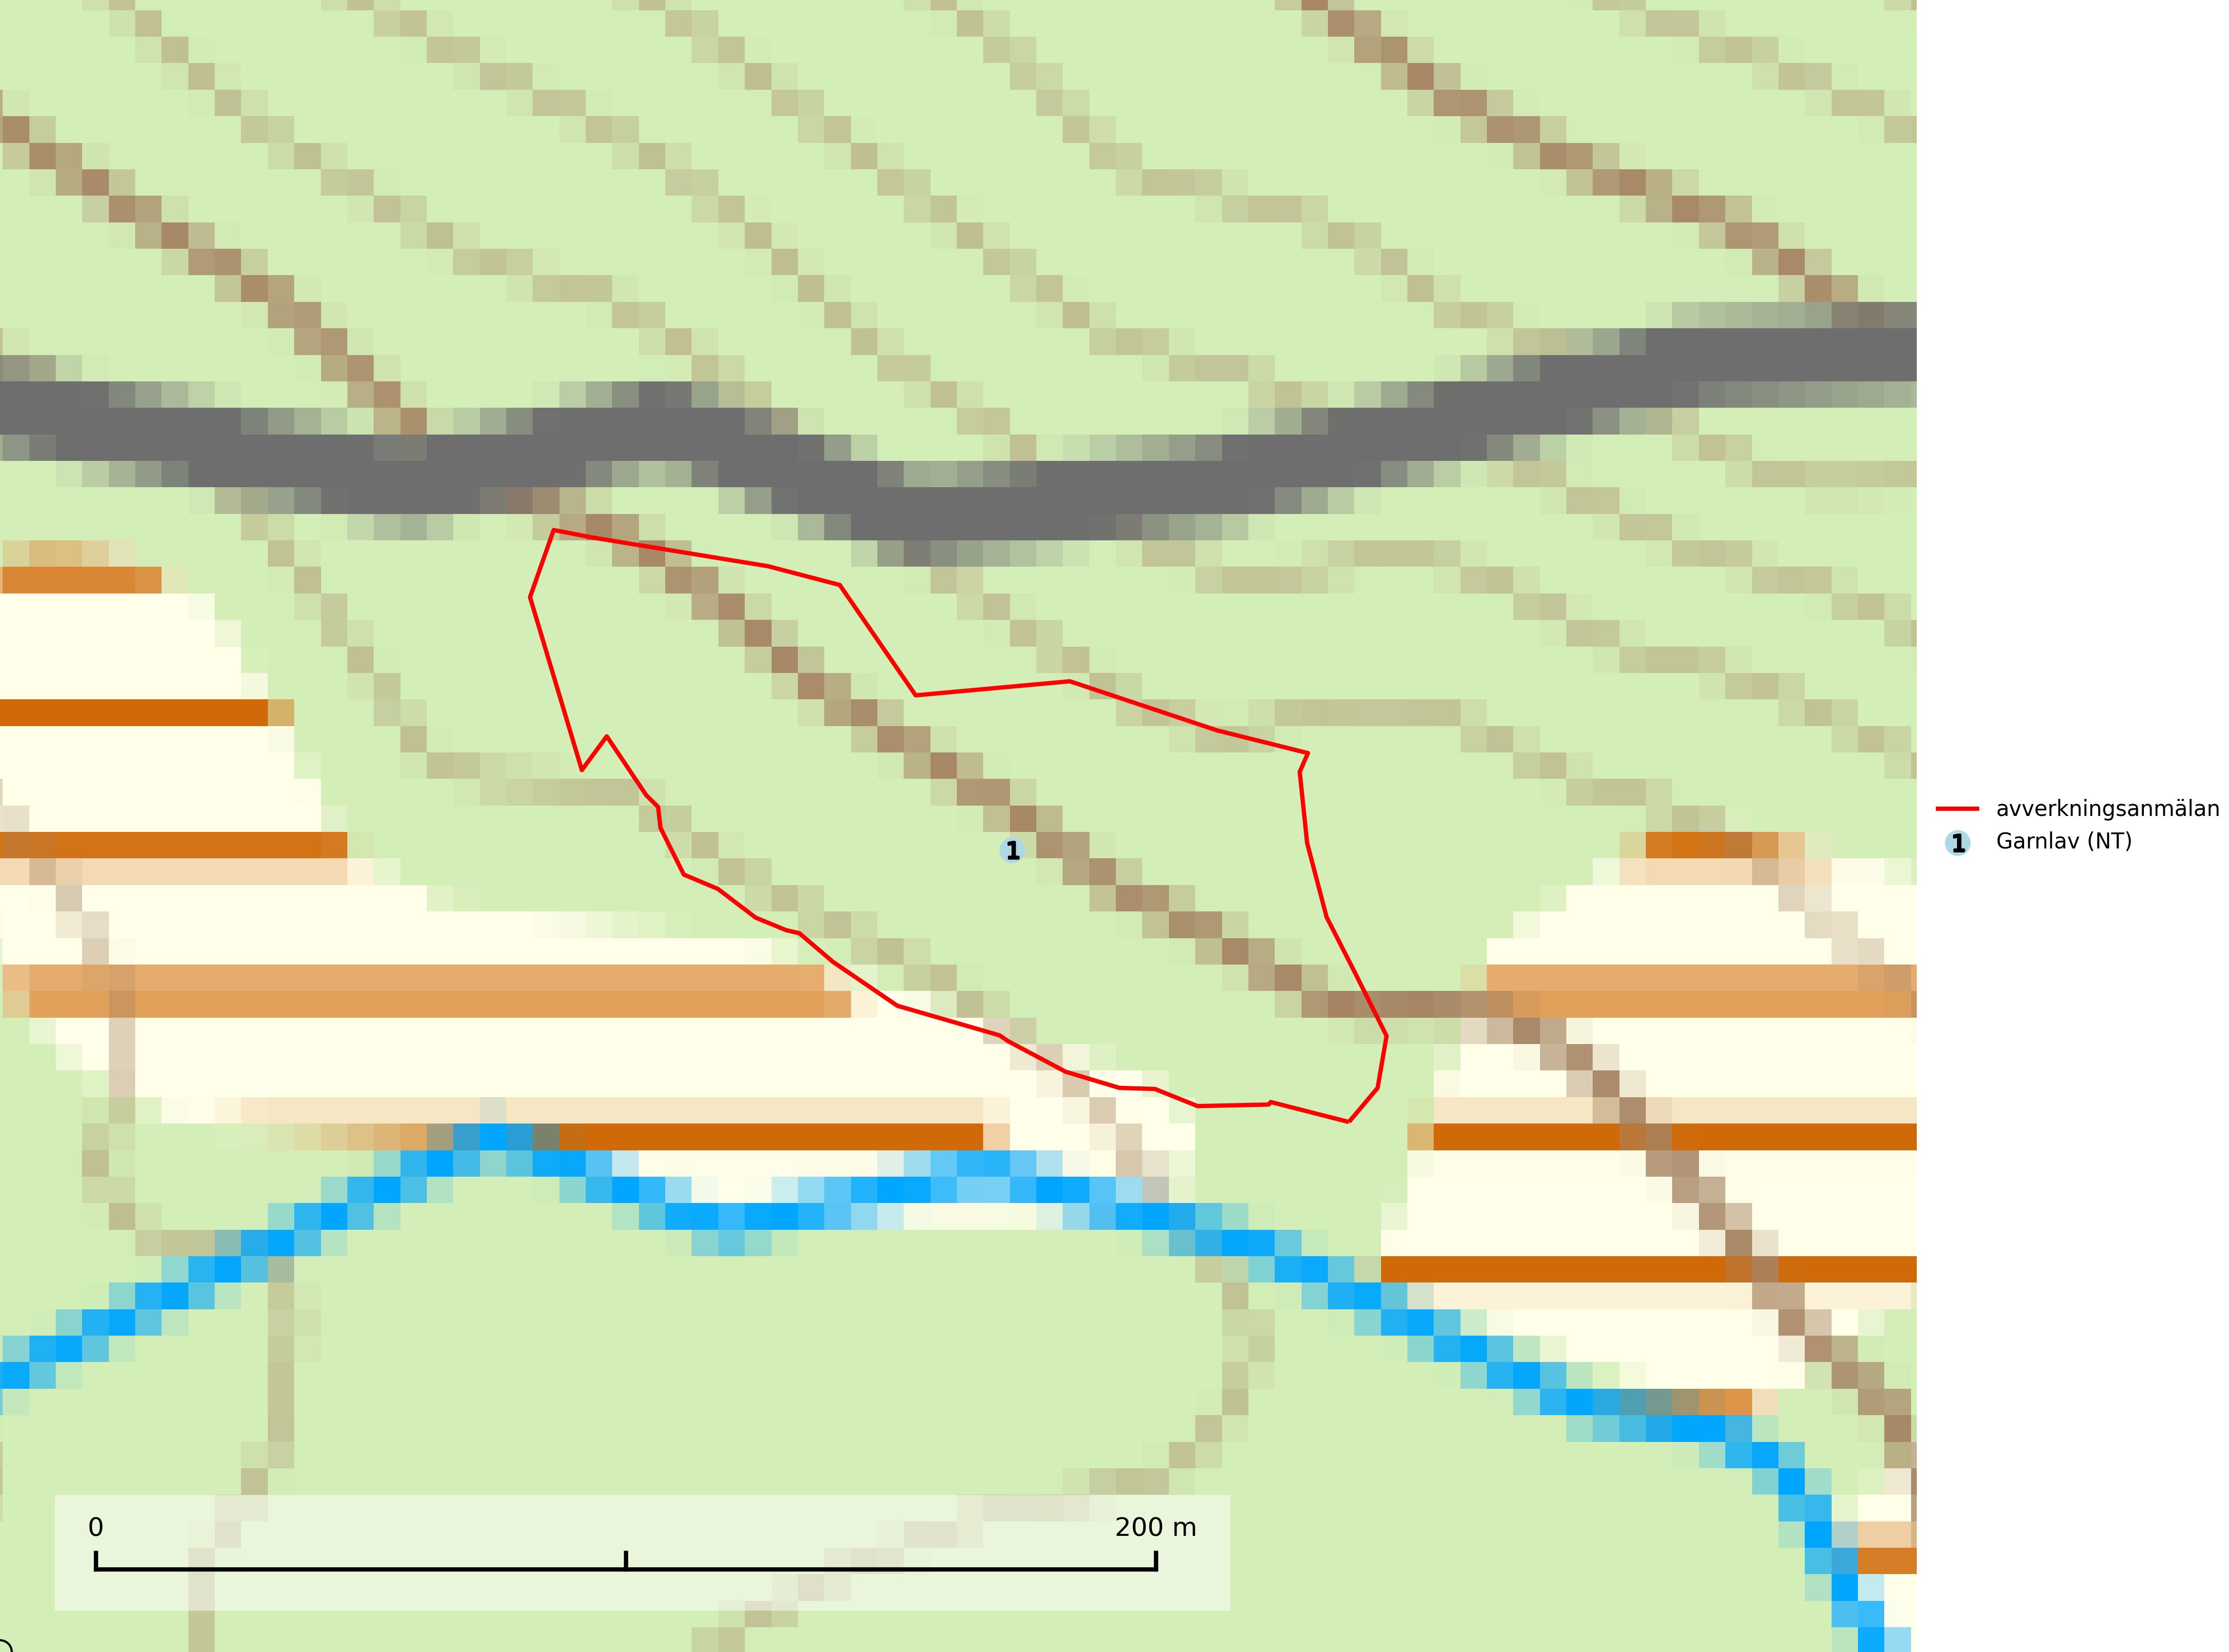 avverkningsanmälan
1
1 Garnlav (NT)
0 200 m